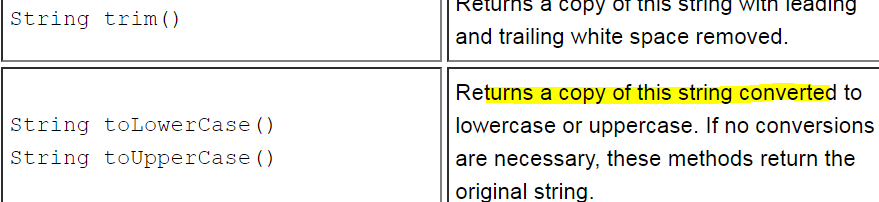 String trim()
Returns a copy of this string with leading
and trailing white space removed.
String toLowerCase()
String toUpperCase()
Returns a copy of this string converted to
lowercase or uppercase. If no conversions
are necessary, these methods return the
original string.